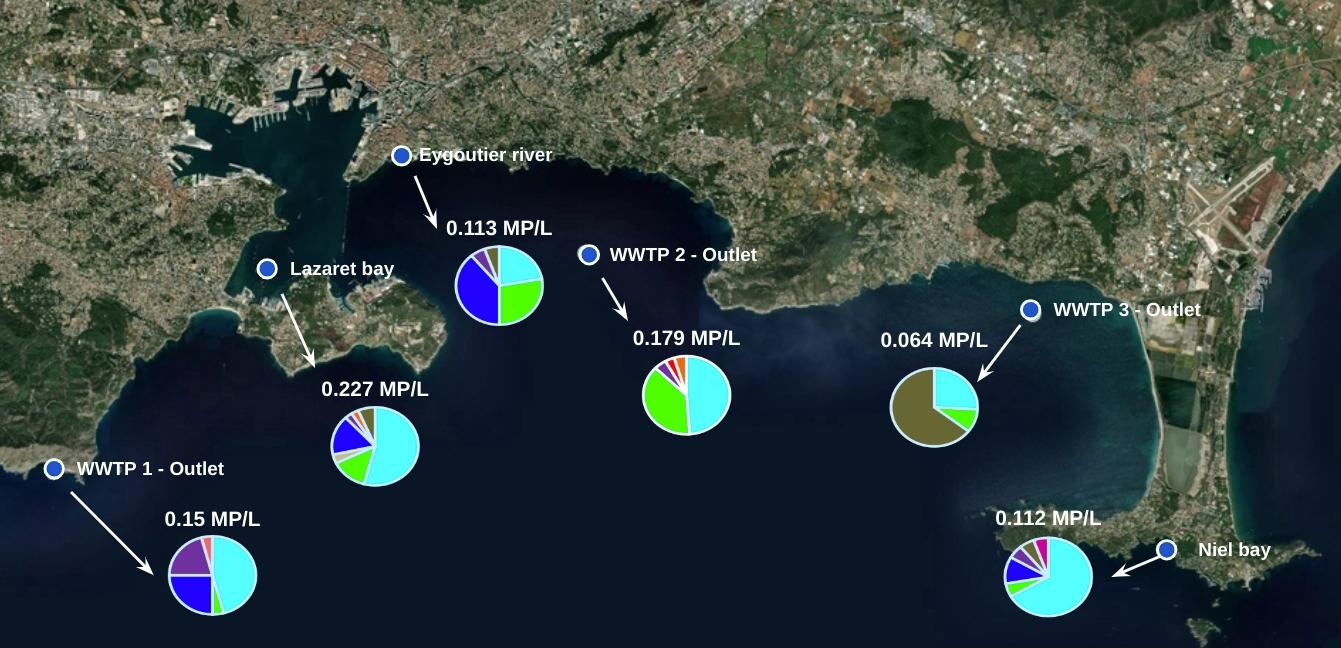 Eygoutier river
0.113 MP/L
WWTP 2 - Outlet
Lazaret bay
WWTP 3 - Outlet
0.179 MP/L
0.064 MP/L
0.227 MP/L
WWTP 1 - Outlet
0.15 MP/L
0.112 MP/L
Niel bay